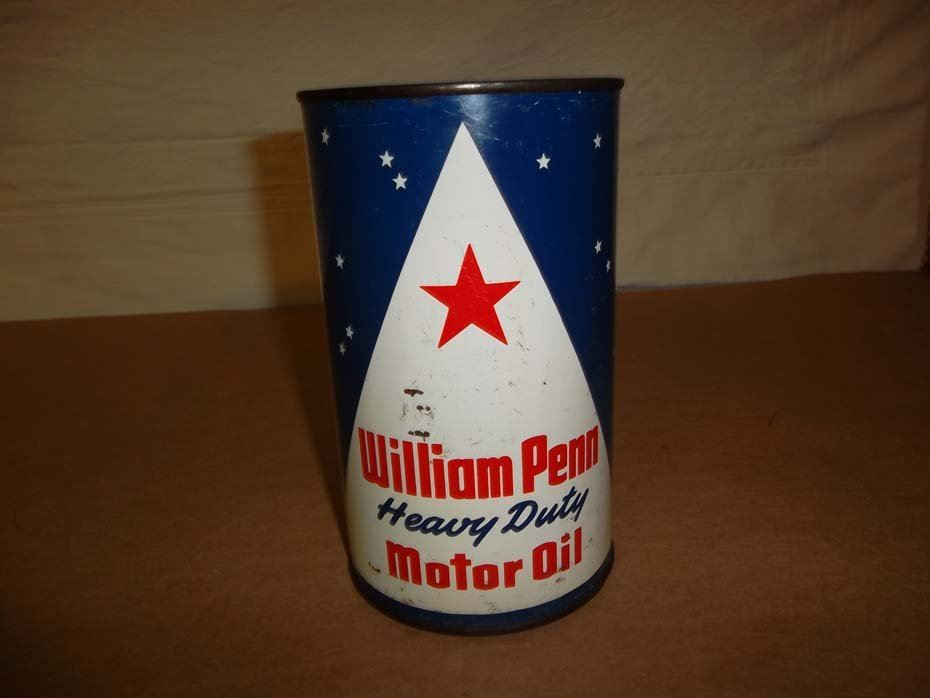 William Penn
Heavy Duty
Motor Oil